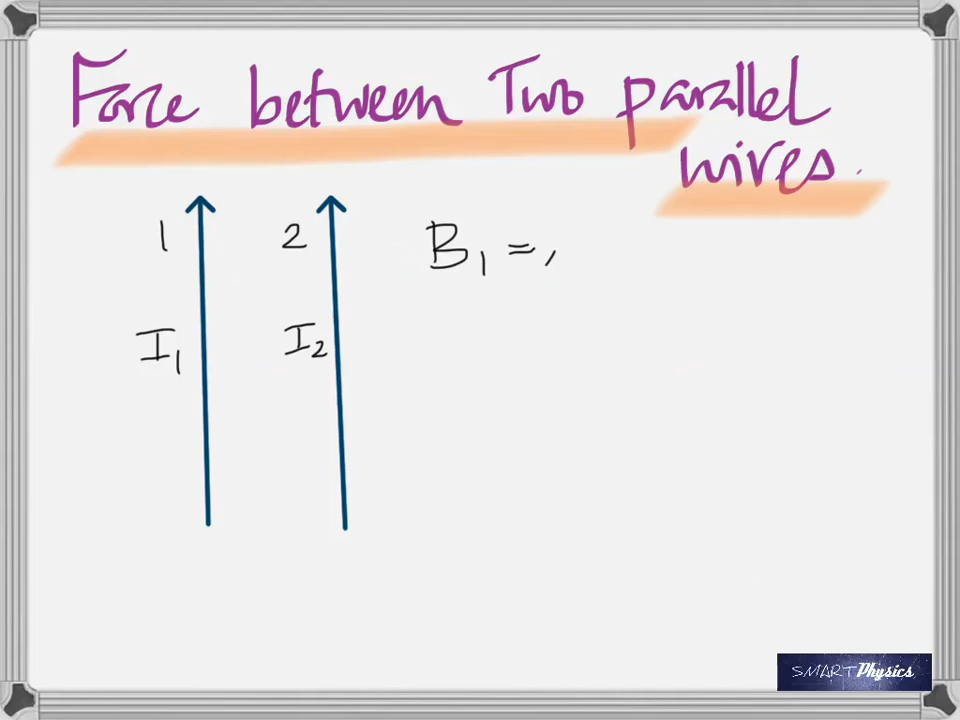 Force between Two parallel
wires.
1 2 B₁ = ,
I₁ I₂
SMARTPhysics